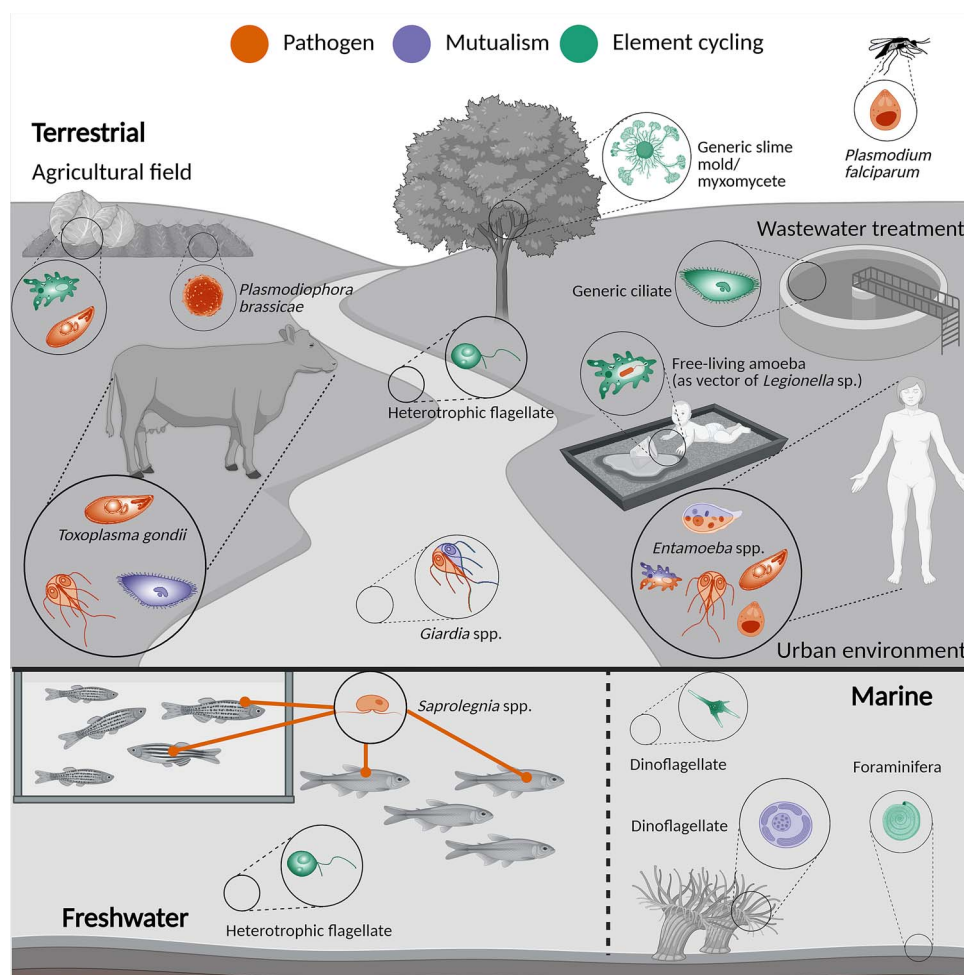 Pathogen
Mutualism
Element cycling
Terrestrial
Agricultural field
Generic slime
mold/
myxomycete
Plasmodium
falciparum
Wastewater treatment
Plasmodiophora
brassicae
Generic ciliate
Free-living amoeba
(as vector of Legionella sp.)
Heterotrophic flagellate
Toxoplasma gondii
Entamoeba spp.
Giardia spp.
Urban environment
Saprolegnia spp.
Marine
Dinoflagellate
Foraminifera
Dinoflagellate
Freshwater
Heterotrophic flagellate